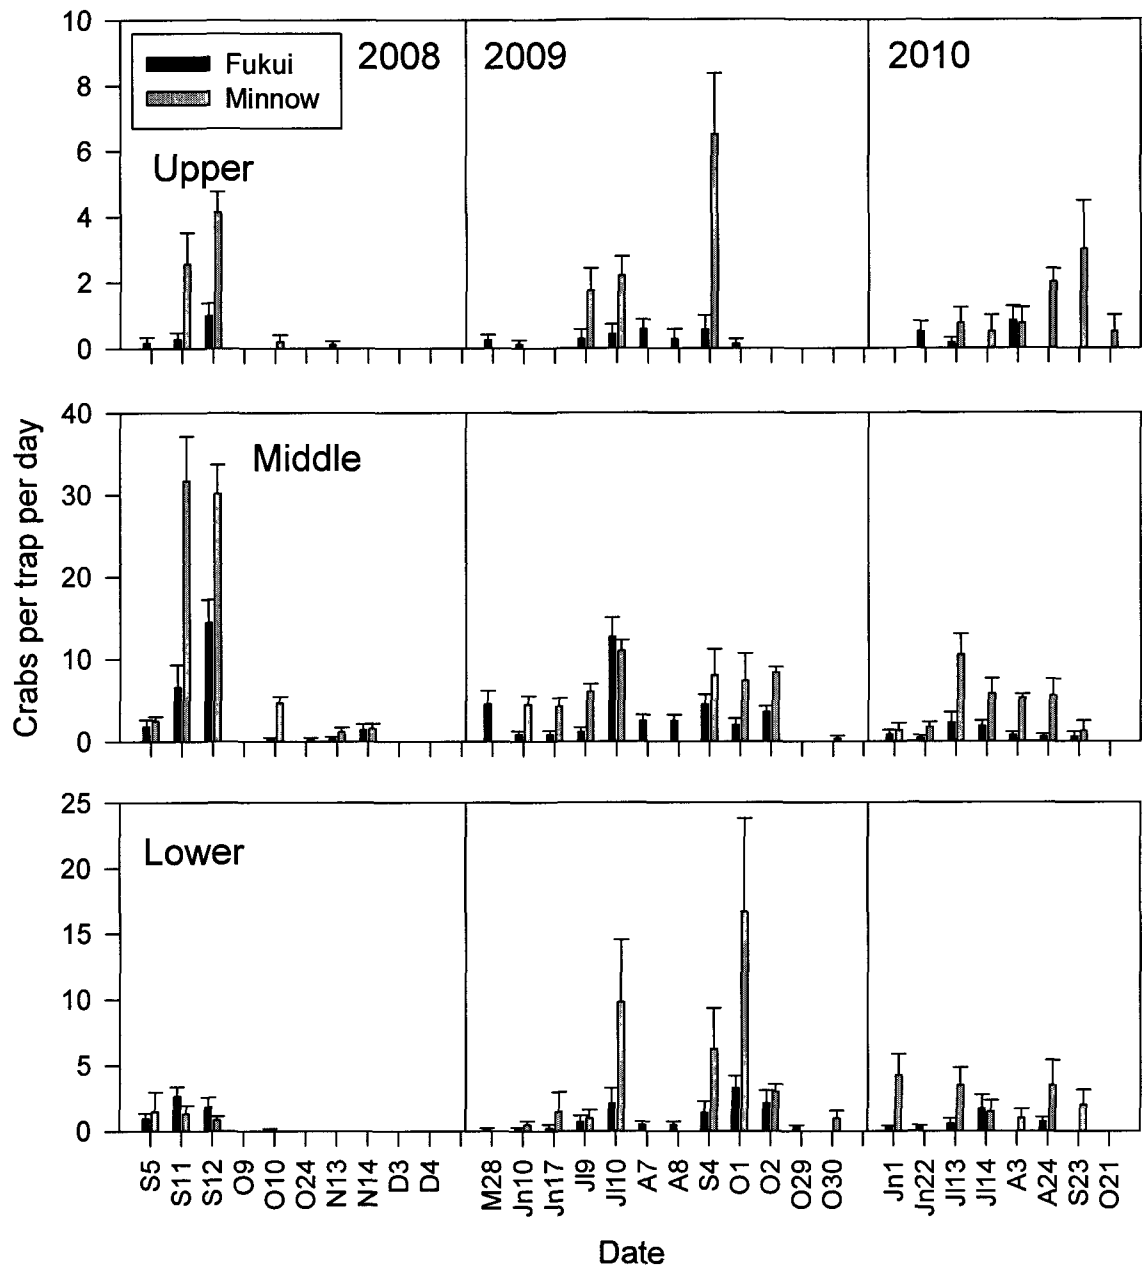 10
8
6
4
2
0
Fukui
Minnow
2008
2009
2010
Upper
40
30
20
10
0
Middle
Crabs per trap per day
25
20
15
10
5
0
Lower
S5
S11
S12
O9
O10
O24
N13
N14
D3
D4
M28
Jn10
Jn17
Jl9
Jl10
A7
A8
S4
O1
O2
O29
O30
Jn1
Jn22
Jl13
Jl14
A3
A24
S23
O21
Date